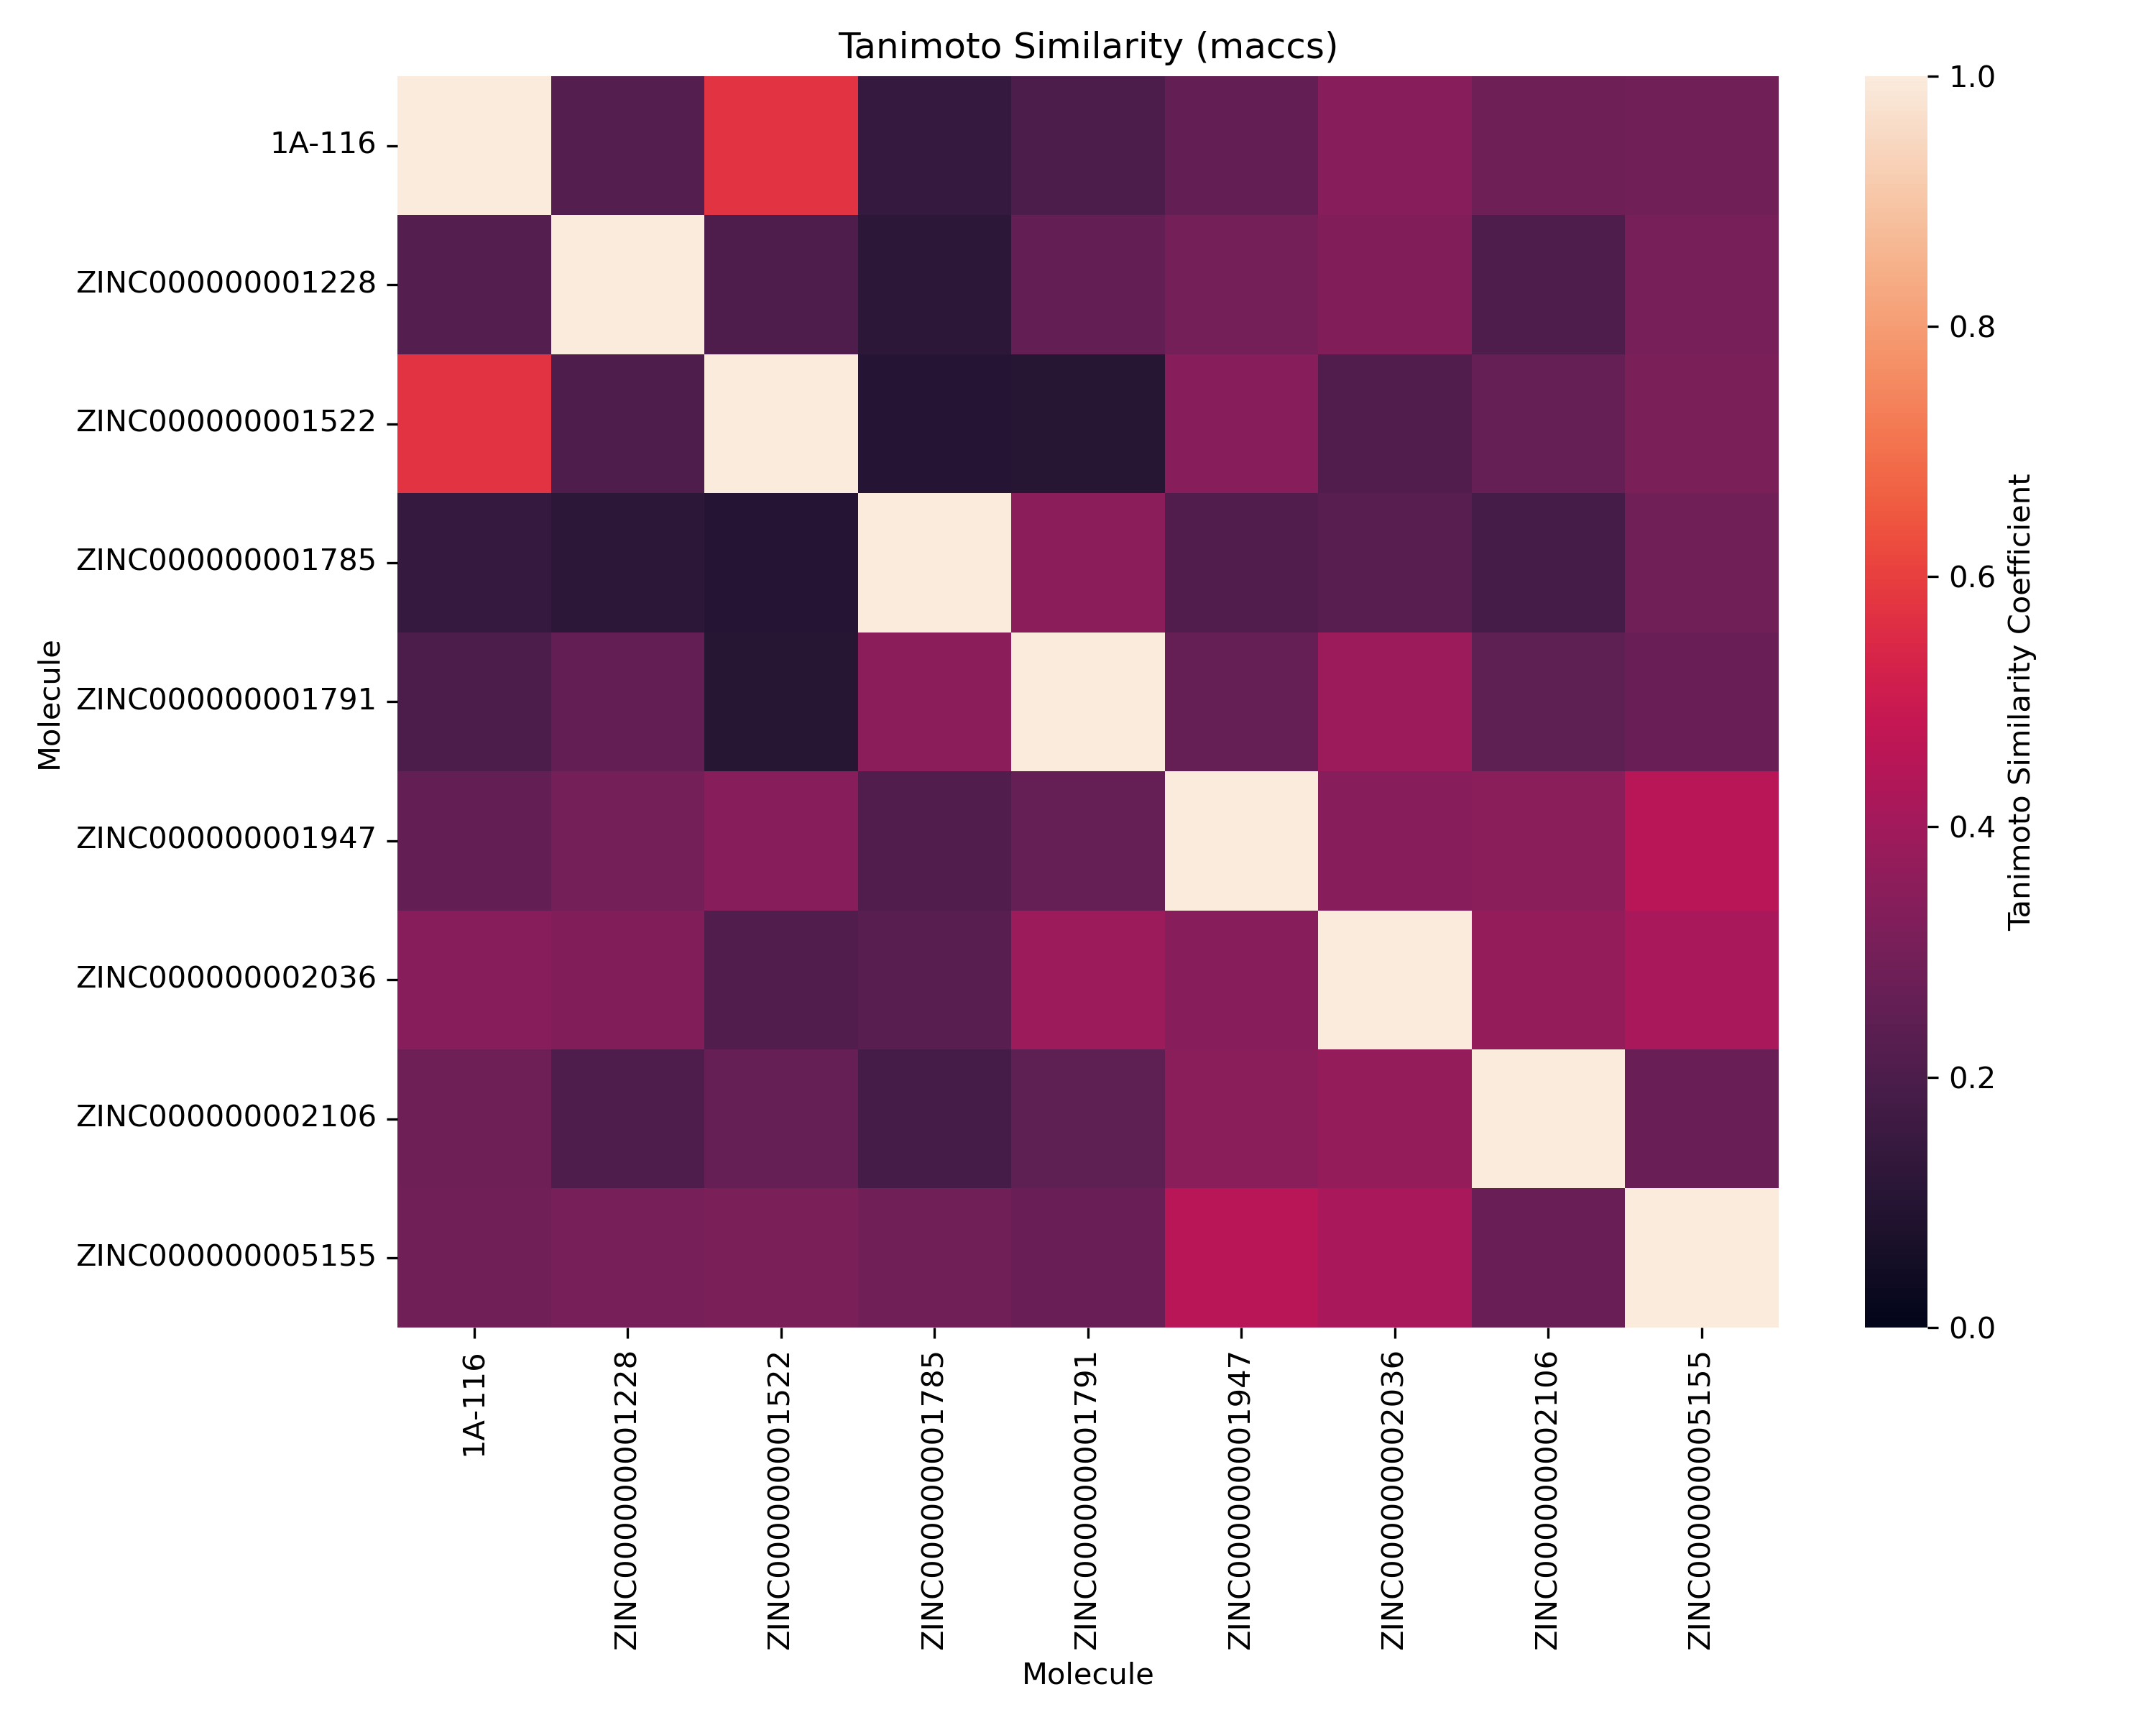 Tanimoto Similarity (maccs)
Molecule
1A-116
ZINC000000001228
ZINC000000001522
ZINC000000001785
ZINC000000001791
ZINC000000001947
ZINC000000002036
ZINC000000002106
ZINC000000005155
1A-116
ZINC000000001228
ZINC000000001522
ZINC000000001785
ZINC000000001791
ZINC000000001947
ZINC000000002036
ZINC000000002106
ZINC000000005155
Molecule
1.0
0.8
0.6
0.4
0.2
0.0
Tanimoto Similarity Coefficient